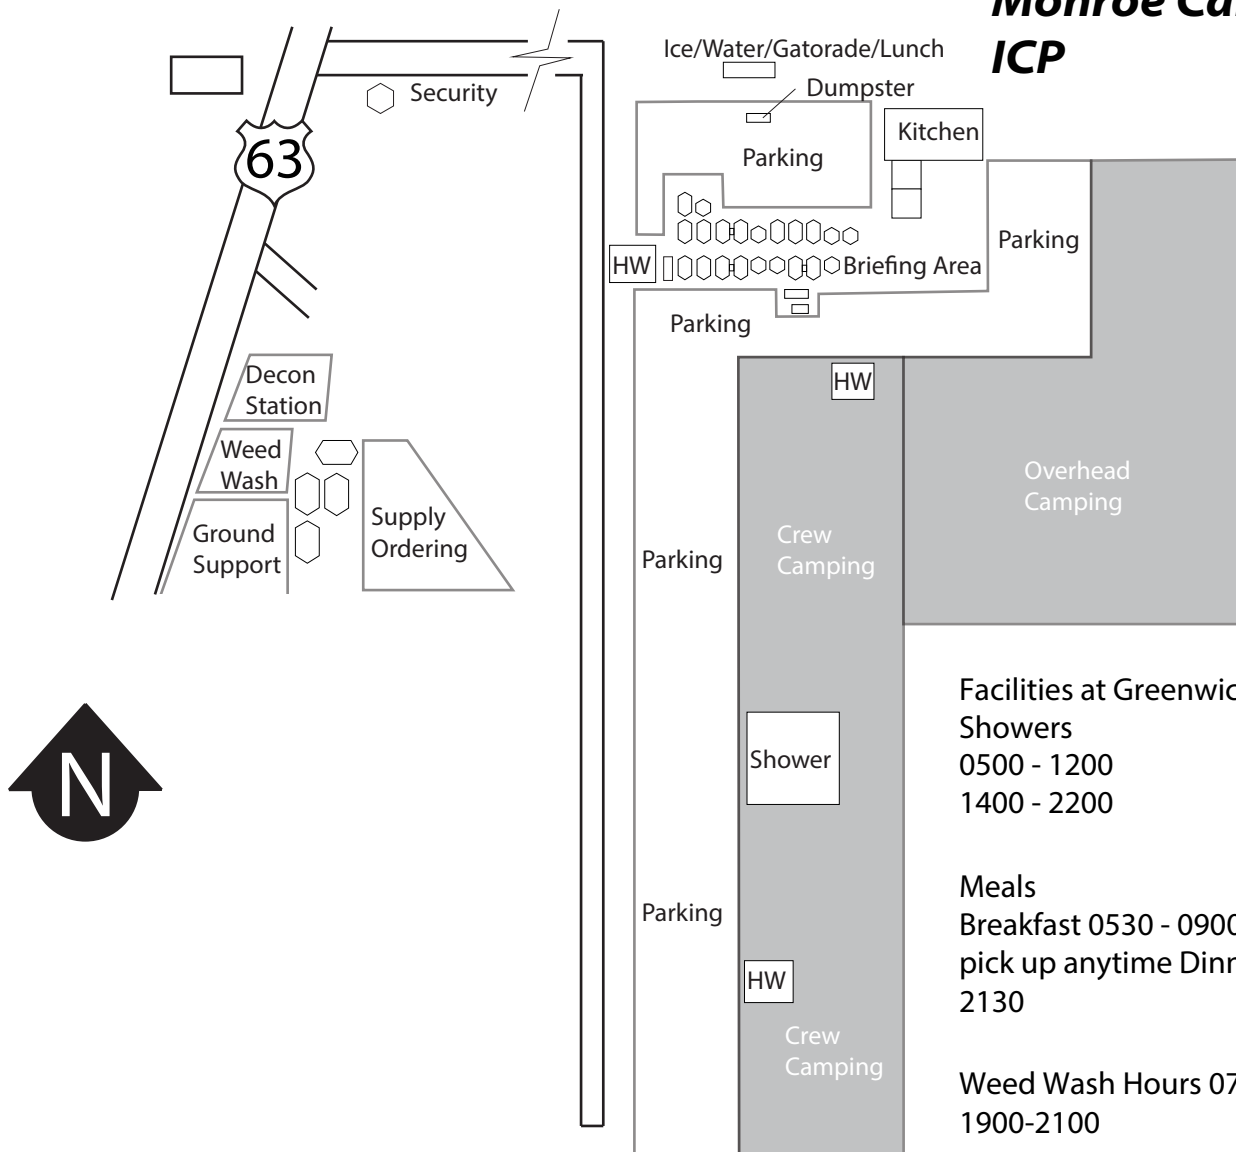 Monroe
ICP
Ice/Water/Gatorade/Lunch
Dumpster
Security
Kitchen
63
Parking
Parking
HW
Briefing Area
Parking
Decon
Station
HW
Weed
Wash
Overhead
Camping
Supply
Ordering
Ground
Support
Crew
Camping
Parking
N
Facilities at
Showers
0500 - 1200
1400 - 2200
Shower
Meals
Breakfast 0530 - 0900
pick up anytime
2130
Parking
HW
Crew
Camping
Weed Wash Hours
1900-2100